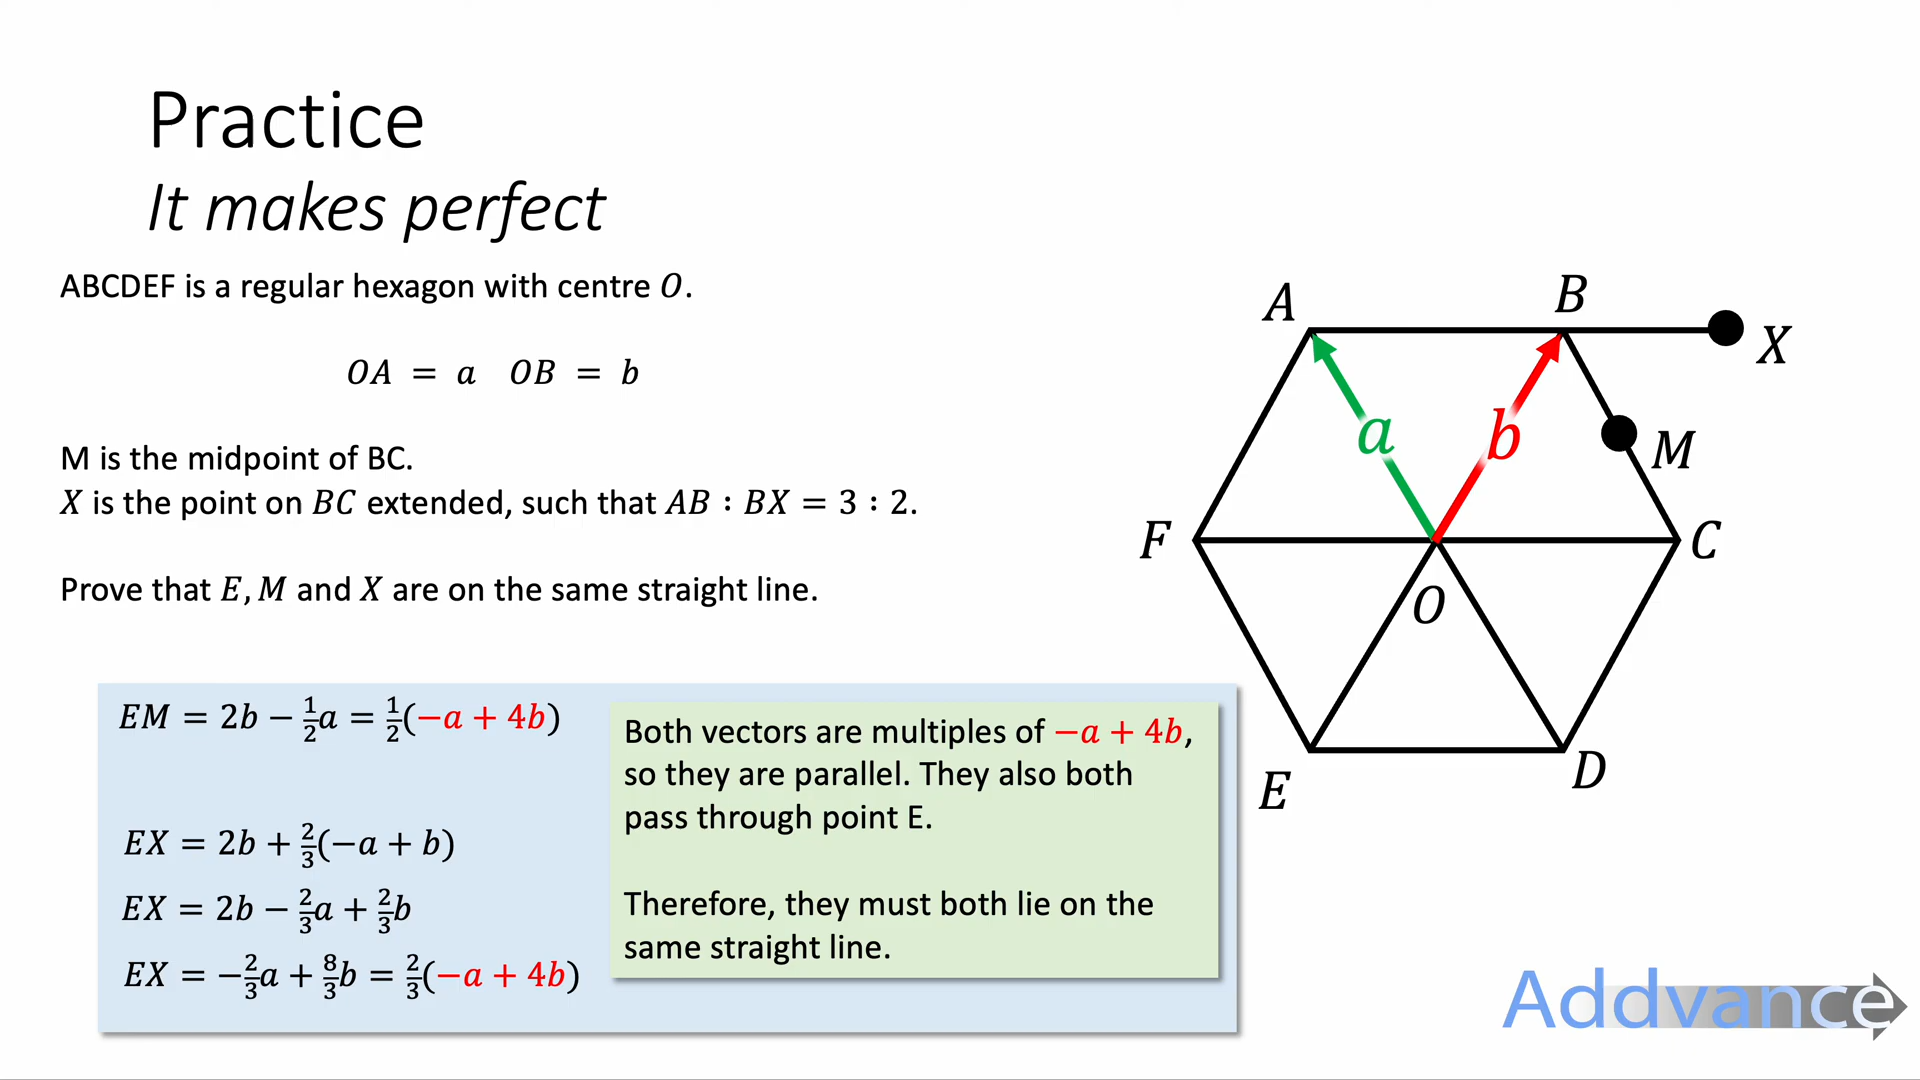 Practice
It makes perfect
ABCDEF is a regular hexagon with centre O.
OA = a OB = b
M is the midpoint of BC.
X is the point on BC extended, such that AB : BX = 3 : 2.
Prove that E, M and X are on the same straight line.
EM = 2b − 1/2a = 1/2(−a + 4b)
EX = 2b + 2/3(−a + b)
EX = 2b − 2/3a + 2/3b
EX = −2/3a + 8/3b = 2/3(−a + 4b)
Both vectors are multiples of −a + 4b,
so they are parallel. They also both
pass through point E.
Therefore, they must both lie on the
same straight line.
A
B
X
a
b
M
F
C
O
E
D
Addvance